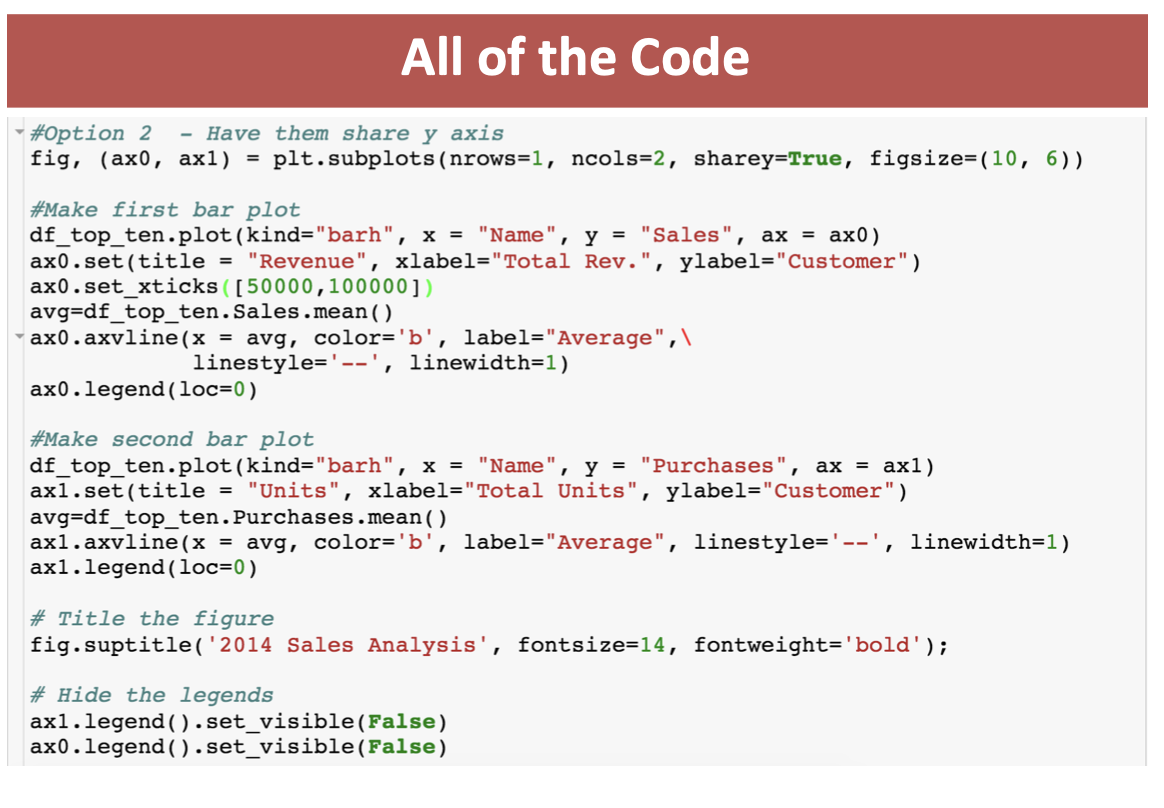 All of the Code
#Option 2  - Have them share y axis
fig, (ax0, ax1) = plt.subplots(nrows=1, ncols=2, sharey=True, figsize=(10, 6))
#Make first bar plot
df_top_ten.plot(kind="barh", x = "Name", y = "Sales", ax = ax0)
ax0.set(title = "Revenue", xlabel="Total Rev.", ylabel="Customer")
ax0.set_xticks([50000,100000])
avg=df_top_ten.Sales.mean()
ax0.axvline(x = avg, color='b', label="Average",\
            linestyle='--', linewidth=1)
ax0.legend(loc=0)
#Make second bar plot
df_top_ten.plot(kind="barh", x = "Name", y = "Purchases", ax = ax1)
ax1.set(title = "Units", xlabel="Total Units", ylabel="Customer")
avg=df_top_ten.Purchases.mean()
ax1.axvline(x = avg, color='b', label="Average", linestyle='--', linewidth=1)
ax1.legend(loc=0)
# Title the figure
fig.suptitle('2014 Sales Analysis', fontsize=14, fontweight='bold');
# Hide the legends
ax1.legend().set_visible(False)
ax0.legend().set_visible(False)